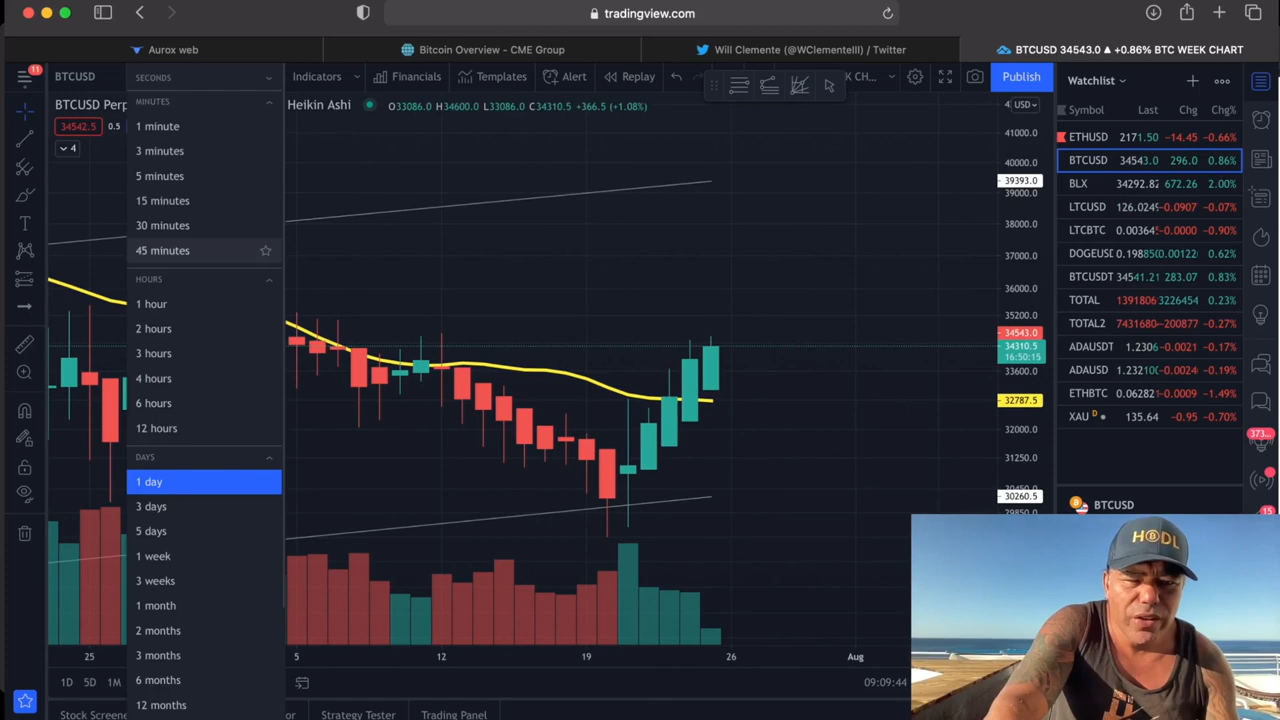 tradingview.com
Aurox web
Bitcoin Overview - CME Group
Will Clemente (@WClementeIII) / Twitter
BTCUSD 34543.0 ▲ +0.86% BTC WEEK CHART
11
BTCUSD
SECONDS
Indicators
Financials
Templates
Alert
Replay
K CH...
Publish
Watchlist
BTCUSD Perp
Heikin Ashi
O33086.0 H34600.0 L33086.0 C34310.5 +366.5 (+1.08%)
USD
34542.5
0.5
4
MINUTES
1 minute
3 minutes
5 minutes
15 minutes
30 minutes
45 minutes
HOURS
1 hour
2 hours
3 hours
4 hours
6 hours
12 hours
DAYS
1 day
3 days
5 days
1 week
3 weeks
1 month
2 months
3 months
6 months
12 months
41000.0
40000.0
39393.0
39000.0
38000.0
37000.0
36000.0
35200.0
34543.0
34310.5
16:50:15
33600.0
32787.5
32000.0
31250.0
30450.0
30260.5
29850.0
Symbol Last Chg Chg%
ETHUSD 2171.50 -14.45 -0.66%
BTCUSD 34543.0 296.0 0.86%
BLX 34292.82 672.26 2.00%
LTCUSD 126.0249 -0.0907 -0.07%
LTCBTC 0.003645 -0.0000 -0.90%
DOGEUSD 0.19885 0.00122 0.62%
BTCUSDT 34541.21 283.07 0.83%
TOTAL 1391806 3226454 0.23%
TOTAL2 7431680 -200877 -0.27%
ADAUSDT 1.2306 -0.0021 -0.17%
ADAUSD 1.23210 -0.0024 -0.19%
ETHBTC 0.06282 -0.0009 -1.49%
XAU D 135.64 -0.95 -0.70%
373...
15
BTCUSD
HODL
25
5
12
19
26
Aug
1D
5D
1M
09:09:44
Stock Screene
or
Strategy Tester
Trading Panel